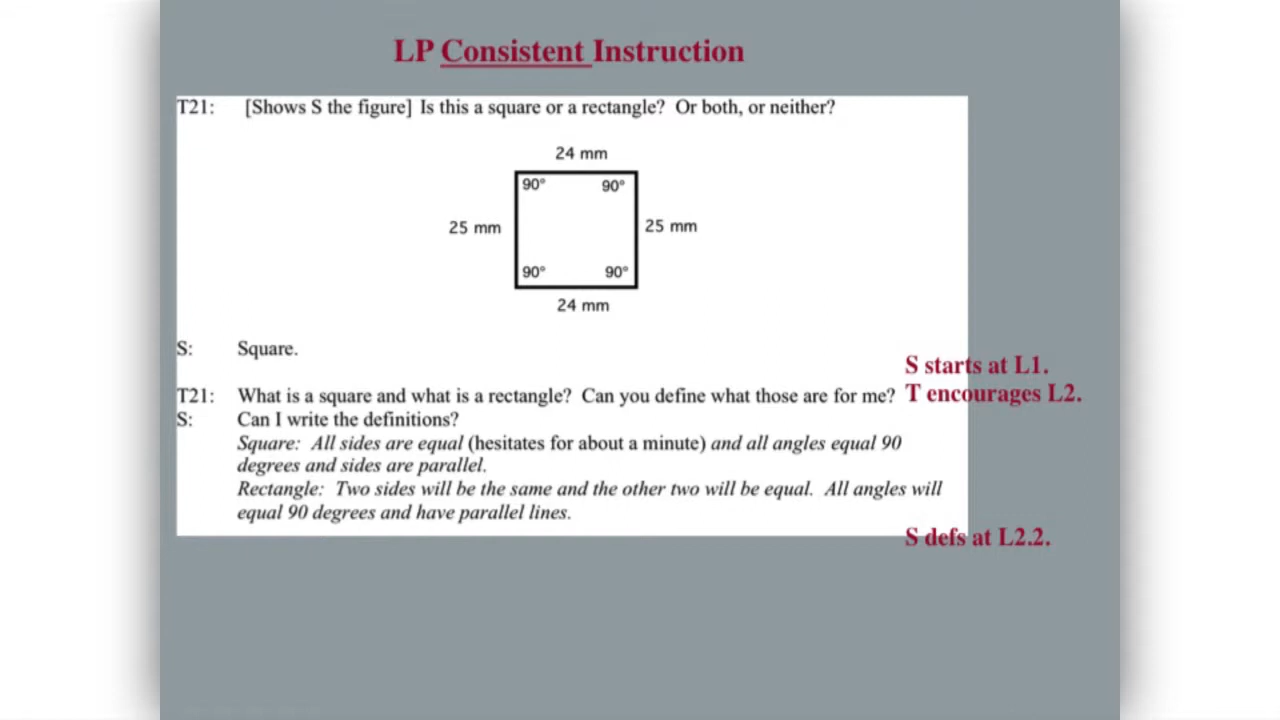 LP Consistent Instruction
T21: [Shows S the figure] Is this a square or a rectangle? Or both, or neither?
24 mm
90° 90°
25 mm 25 mm
90° 90°
24 mm
S: Square.
S starts at L1.
T21: What is a square and what is a rectangle? Can you define what those are for me? T encourages L2.
S: Can I write the definitions?
Square: All sides are equal (hesitates for about a minute) and all angles equal 90
degrees and sides are parallel.
Rectangle: Two sides will be the same and the other two will be equal. All angles will
equal 90 degrees and have parallel lines.
S defs at L2.2.